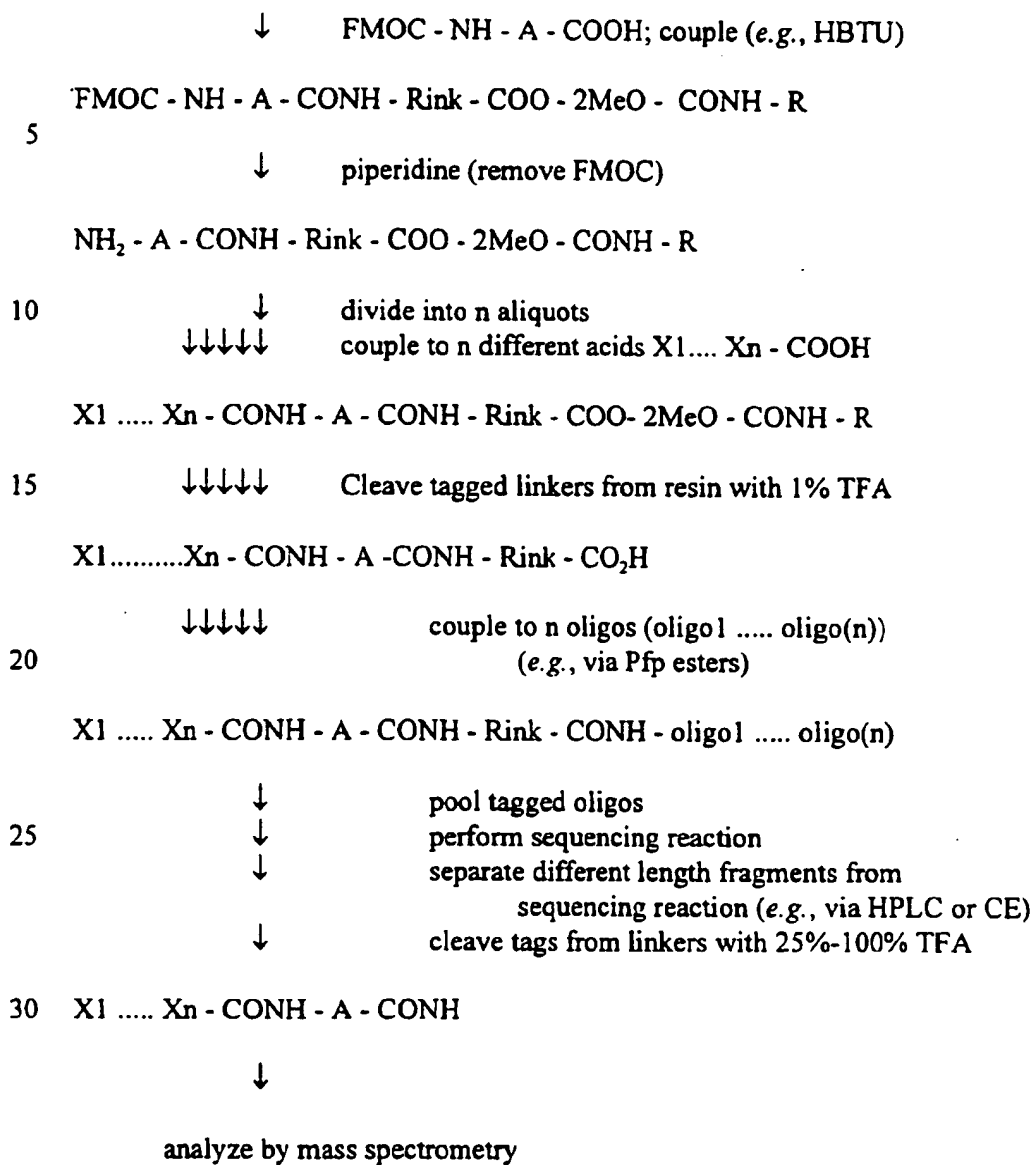 ↓ FMOC - NH - A - COOH; couple (e.g., HBTU)
FMOC - NH - A - CONH - Rink - COO - 2MeO - CONH - R
5
↓ piperidine (remove FMOC)
NH₂ - A - CONH - Rink - COO - 2MeO - CONH - R
10 ↓ divide into n aliquots
↓↓↓↓↓ couple to n different acids X1.... Xn - COOH
X1 ..... Xn - CONH - A - CONH - Rink - COO- 2MeO - CONH - R
15 ↓↓↓↓↓ Cleave tagged linkers from resin with 1% TFA
X1..........Xn - CONH - A -CONH - Rink - CO₂H
↓↓↓↓↓ couple to n oligos (oligo1 ..... oligo(n))
20 (e.g., via Pfp esters)
X1 ..... Xn - CONH - A - CONH - Rink - CONH - oligo1 ..... oligo(n)
↓ pool tagged oligos
25 ↓ perform sequencing reaction
↓ separate different length fragments from
sequencing reaction (e.g., via HPLC or CE)
↓ cleave tags from linkers with 25%-100% TFA
30 X1 ..... Xn - CONH - A - CONH
↓
analyze by mass spectrometry